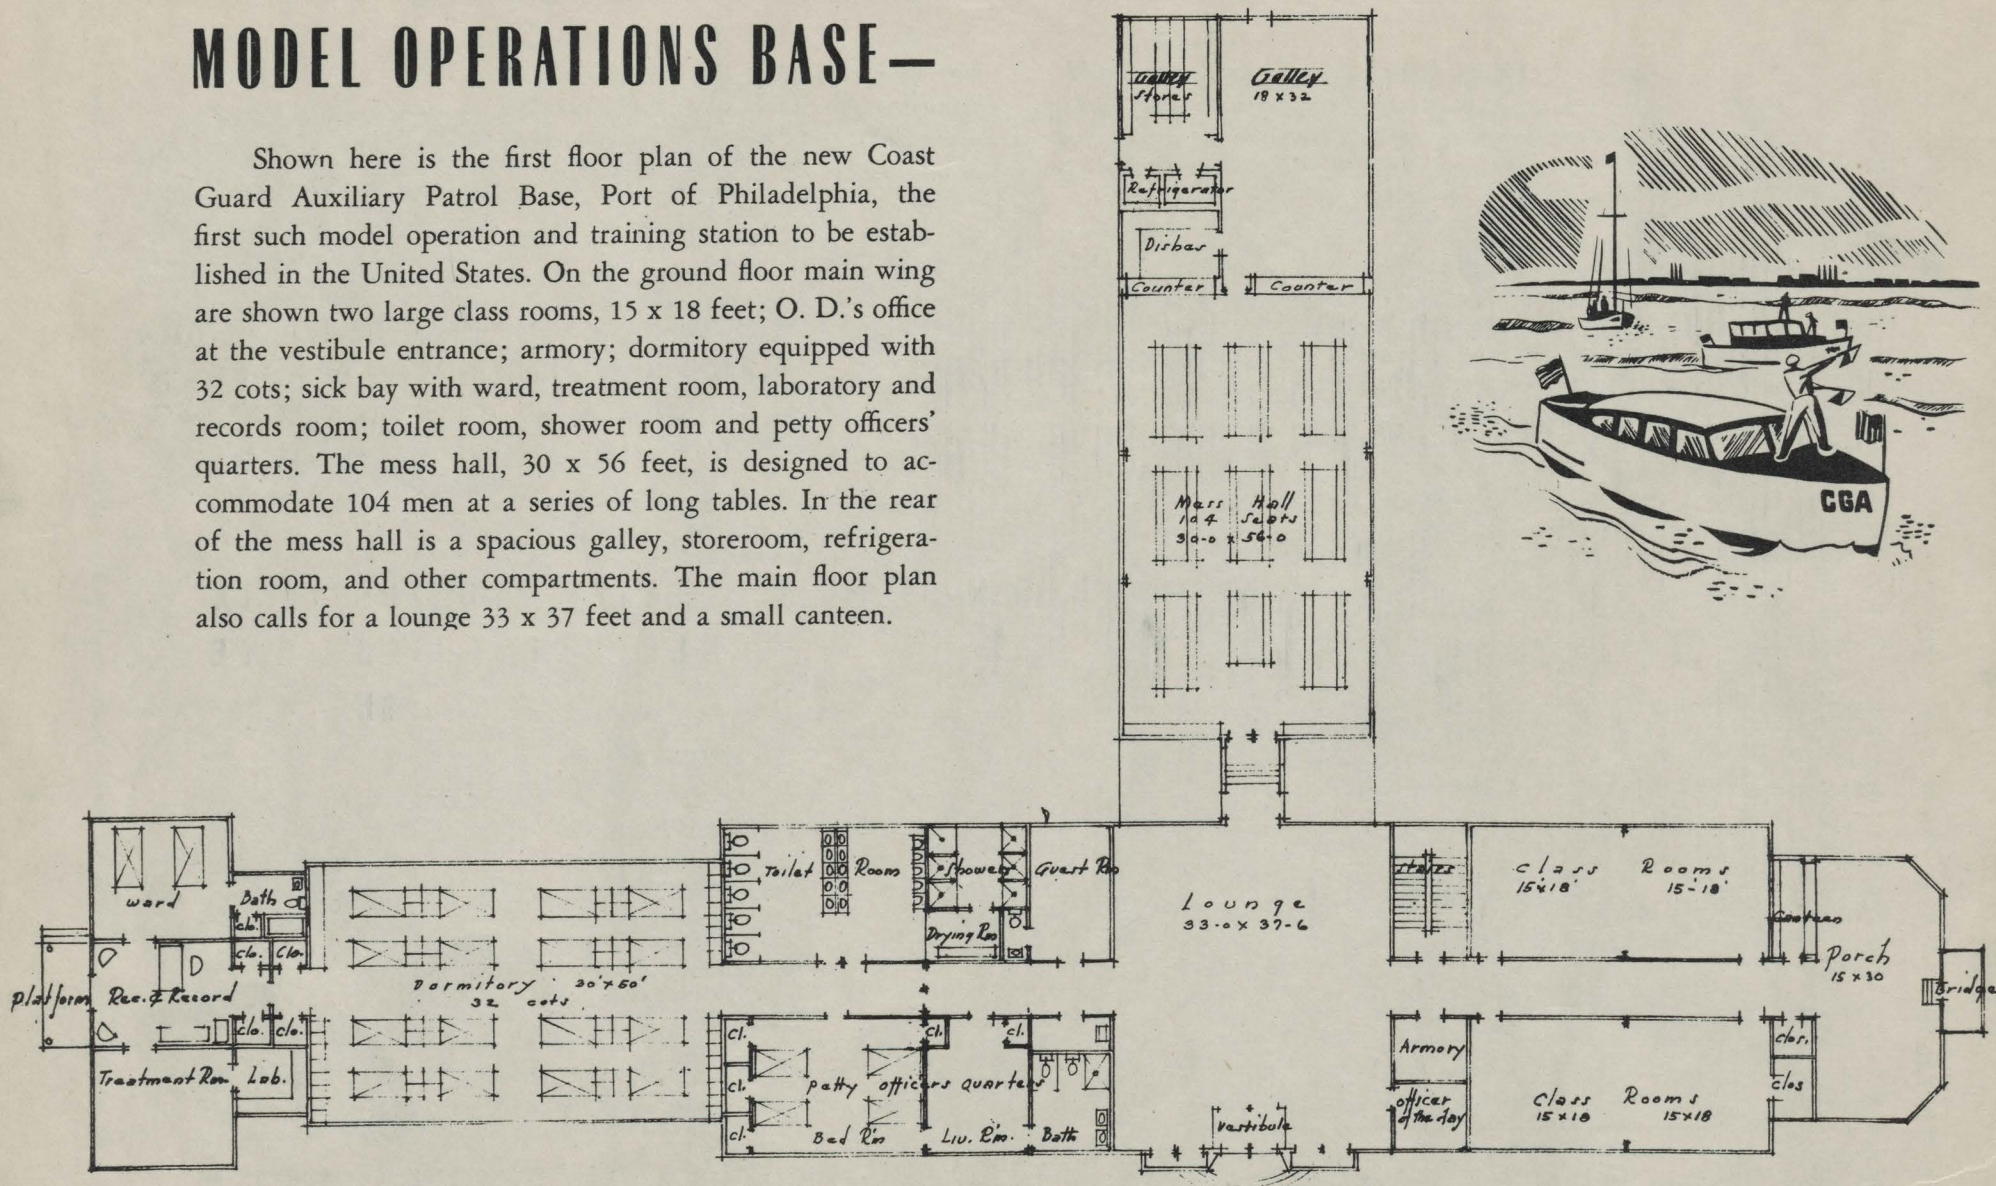 MODEL OPERATIONS BASE—
Shown here is the first floor plan of the new Coast
Guard Auxiliary Patrol Base, Port of Philadelphia, the
first such model operation and training station to be estab-
lished in the United States. On the ground floor main wing
are shown two large class rooms, 15 x 18 feet; O. D.'s office
at the vestibule entrance; armory; dormitory equipped with
32 cots; sick bay with ward, treatment room, laboratory and
records room; toilet room, shower room and petty officers'
quarters. The mess hall, 30 x 56 feet, is designed to ac-
commodate 104 men at a series of long tables. In the rear
of the mess hall is a spacious galley, storeroom, refrigera-
tion room, and other compartments. The main floor plan
also calls for a lounge 33 x 37 feet and a small canteen.
Galley
Stores
Galley
18 x 32
Refrigerator
Dishes
Counter
Counter
Mess Hall
104 Seats
30-0 x 56-0
CGA
Ward
Bath
clo.
clo.
Clo.
Platform
Rec. & Record
clo.
clo.
Treatment Rm
Lab.
Dormitory 30'x50'
32 cots
Toilet Room
Showers
Guest Rm
Drying Rm
Lounge
33-0 x 37-6
Stairs
Class Rooms
15x18' 15-18'
Canteen
Porch
15 x 30
Bridge
cl.
cl.
cl.
cl.
cl.
Petty officers quarters
Bed R'm
Liv. R'm.
Bath
Vestibule
Armory
officer
of the day
Class Rooms
15x18 15x18
clos.
clos